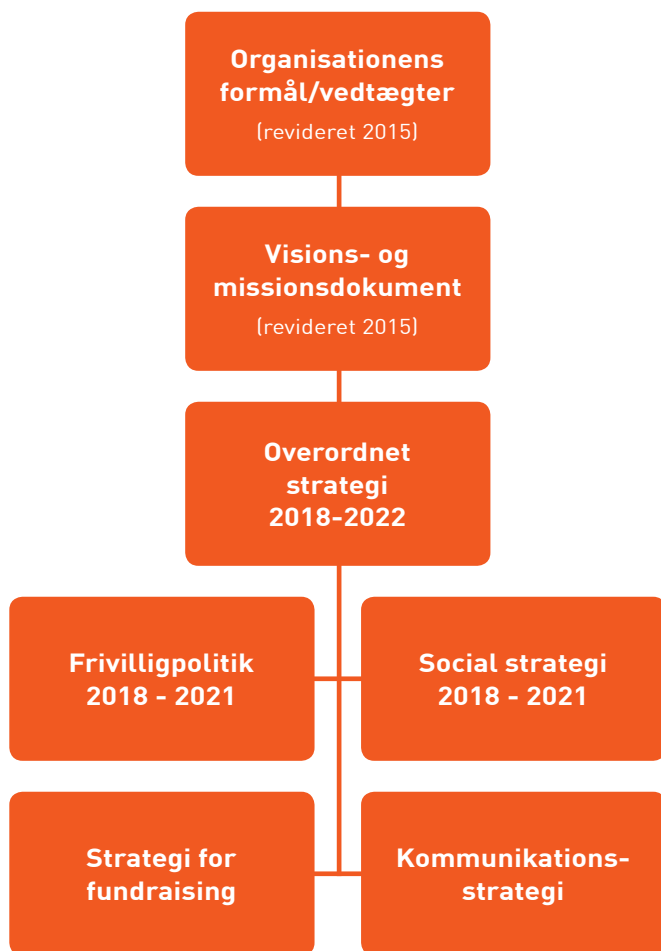 Organisationens
formål/vedtægter
(revideret 2015)
Visions- og
missionsdokument
(revideret 2015)
Overordnet
strategi
2018-2022
Frivilligpolitik
2018 - 2021
Social strategi
2018 - 2021
Strategi for
fundraising
Kommunikations-
strategi